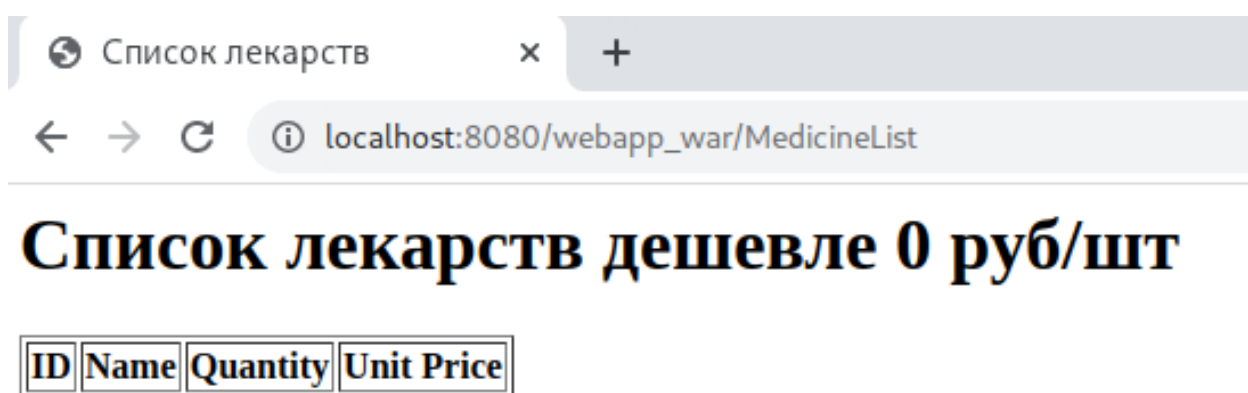 Список лекарств
localhost:8080/webapp_war/MedicineList
Список лекарств дешевле 0 руб/шт
ID Name Quantity Unit Price